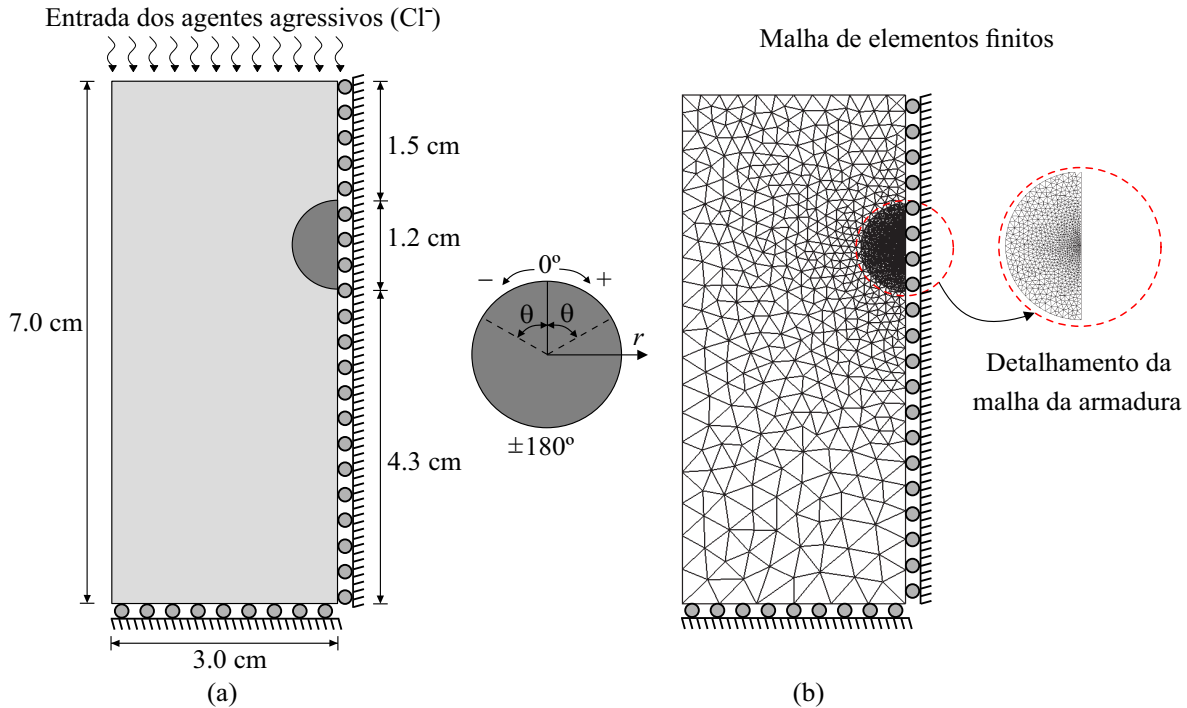 Entrada dos agentes agressivos (Cl⁻)
7.0 cm
1.5 cm
1.2 cm
4.3 cm
3.0 cm
(a)
− 0º +
θ θ
r
±180º
Malha de elementos finitos
Detalhamento da
malha da armadura
(b)